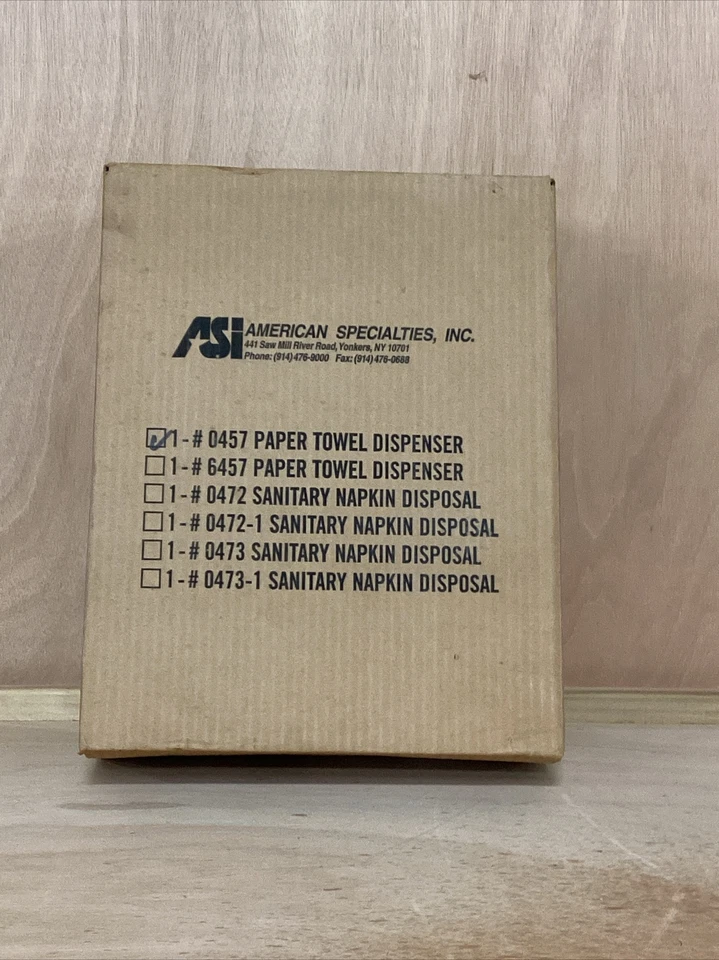 ASI AMERICAN SPECIALTIES, INC.
441 Saw Mill River Road, Yonkers, NY 10701
Phone: (914) 476-9000 Fax: (914) 476-0688
1 - # 0457 PAPER TOWEL DISPENSER
1 - # 6457 PAPER TOWEL DISPENSER
1 - # 0472 SANITARY NAPKIN DISPOSAL
1 - # 0472-1 SANITARY NAPKIN DISPOSAL
1 - # 0473 SANITARY NAPKIN DISPOSAL
1 - # 0473-1 SANITARY NAPKIN DISPOSAL